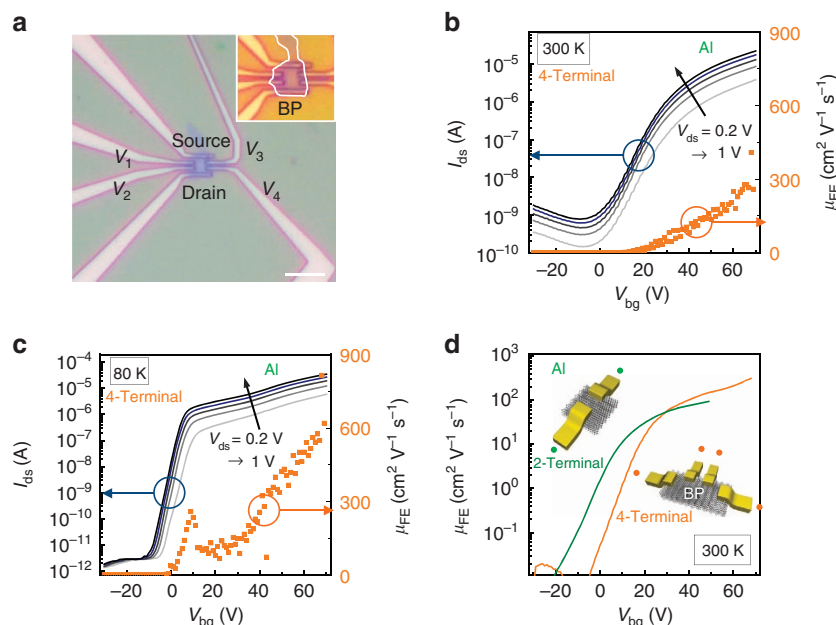 a
BP
Source
V1
V2
V3
Drain
V4
b
300 K
Al
4-Terminal
Vds = 0.2 V
→ 1 V
10−5
10−6
10−7
10−8
10−9
10−10
Ids (A)
900
600
300
0
μFE (cm2 V−1 s−1)
−20 0 20 40 60
Vbg (V)
c
80 K
Al
4-Terminal
Vds = 0.2 V
→ 1 V
10−4
10−5
10−6
10−7
10−8
10−9
10−10
10−11
10−12
Ids (A)
900
600
300
0
μFE (cm2 V−1 s−1)
−20 0 20 40 60
Vbg (V)
d
Al
2-Terminal
BP
4-Terminal
300 K
103
102
101
100
10−1
μFE (cm2 V−1 s−1)
−20 0 20 40 60
Vbg (V)